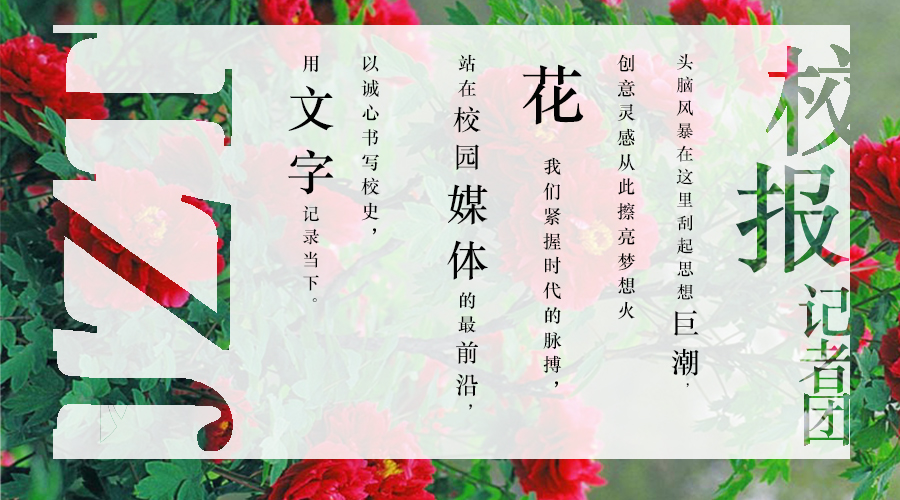 校报
记者团
头脑风暴在这里刮起思想巨潮，
创意灵感从此擦亮梦想火
花 我们紧握时代的脉搏，
站在校园媒体的最前沿，
以诚心书写校史，
用文字记录当下。
JZT